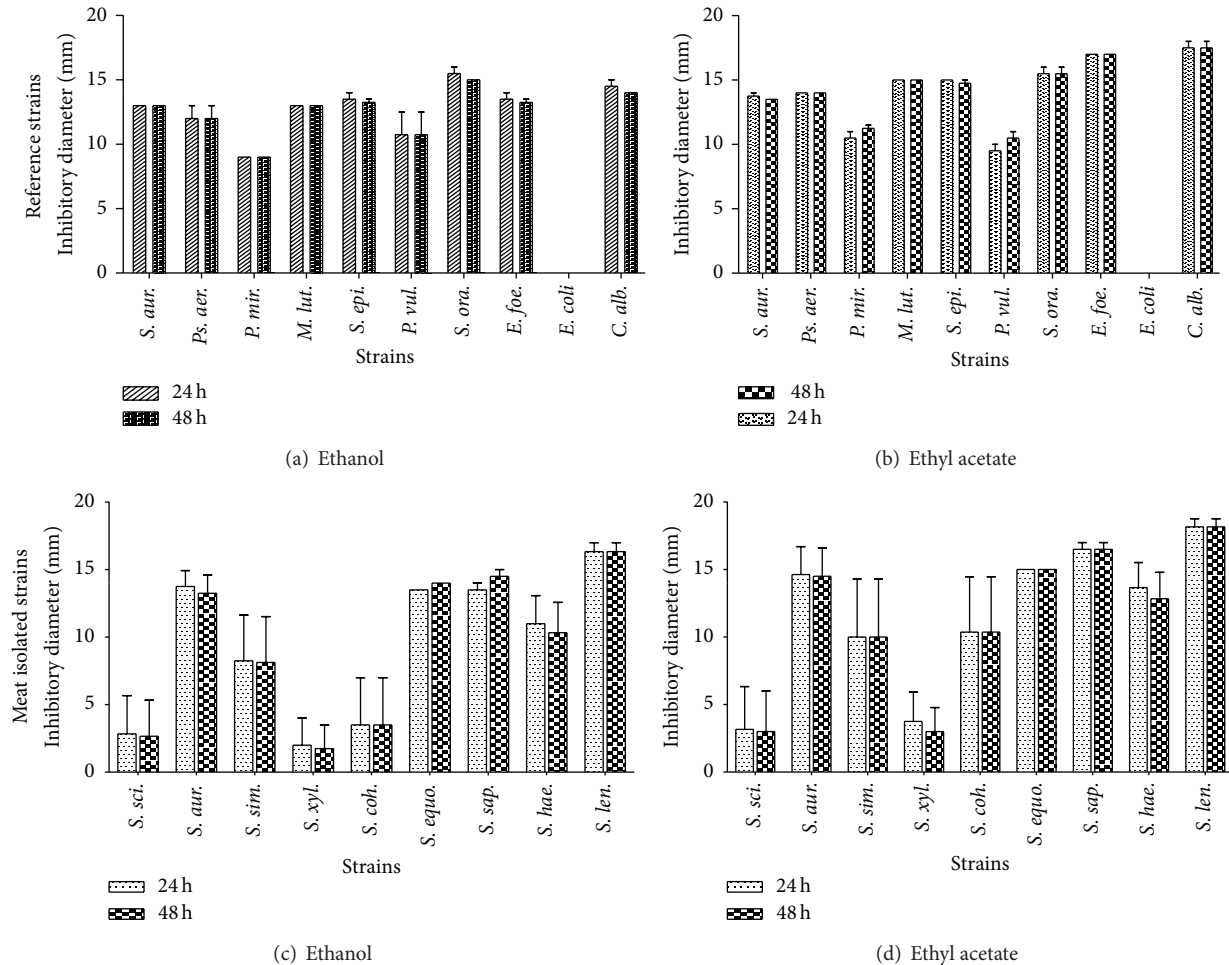 Reference strains
Inhibitory diameter (mm)
20
15
10
5
0
S. aur.
Ps. aer.
P. mir.
M. lut.
S. epi.
P. vul.
S. ora.
E. foe.
E. coli
C. alb.
Strains
24 h
48 h
(a) Ethanol
Inhibitory diameter (mm)
20
15
10
5
0
S. aur.
Ps. aer.
P. mir.
M. lut.
S. epi.
P. vul.
S. ora.
E. foe.
E. coli
C. alb.
Strains
48 h
24 h
(b) Ethyl acetate
Meat isolated strains
Inhibitory diameter (mm)
20
15
10
5
0
S. sci.
S. aur.
S. sim.
S. xyl.
S. coh.
S. equo.
S. sap.
S. hae.
S. len.
Strains
24 h
48 h
(c) Ethanol
Inhibitory diameter (mm)
20
15
10
5
0
S. sci.
S. aur.
S. sim.
S. xyl.
S. coh.
S. equo.
S. sap.
S. hae.
S. len.
Strains
24 h
48 h
(d) Ethyl acetate